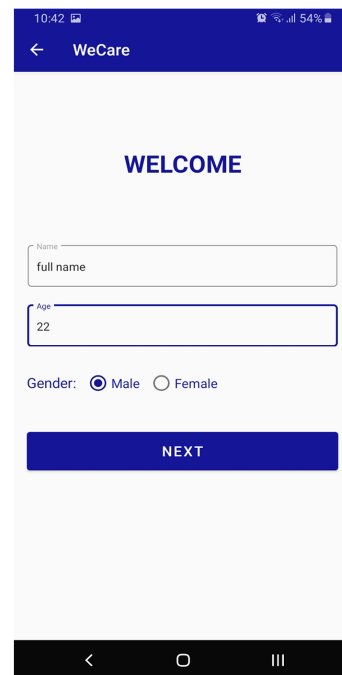 10:42 54%
WeCare
WELCOME
Name
full name
Age
22
Gender: Male Female
NEXT